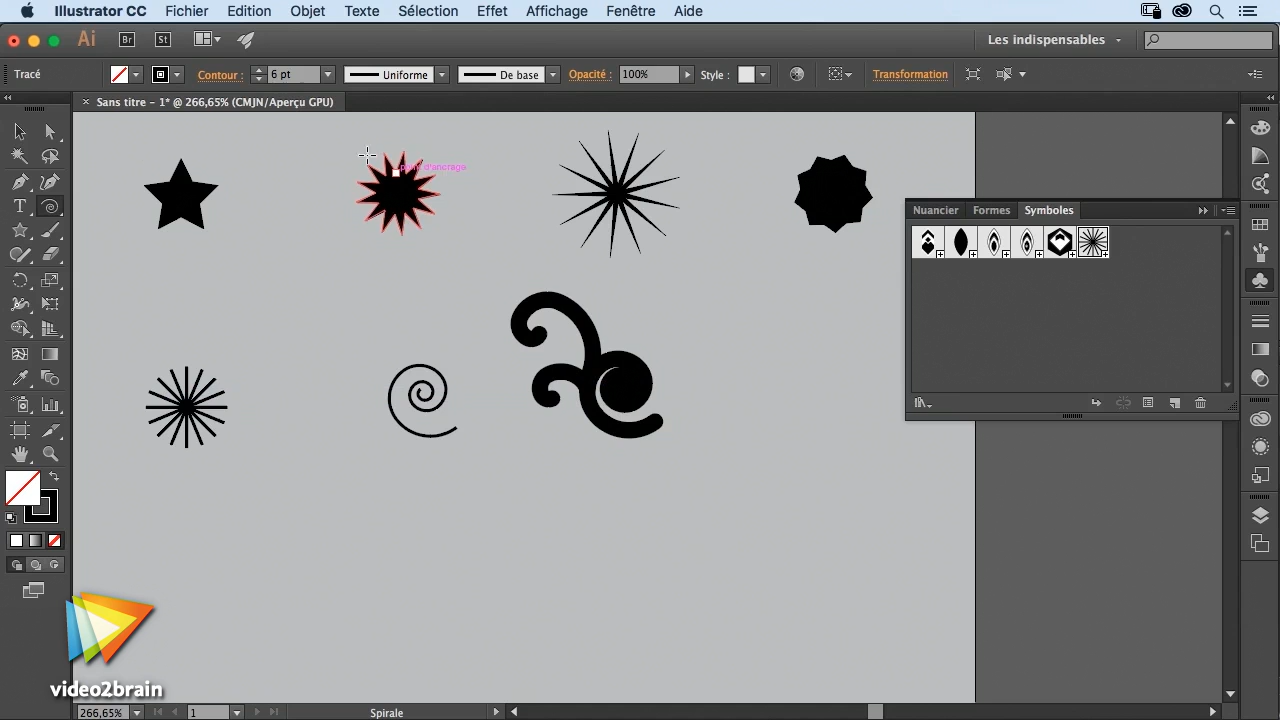 Illustrator CC Fichier Edition Objet Texte Sélection Effet Affichage Fenêtre Aide
Ai Br St Les indispensables
Tracé Contour : 6 pt Uniforme De base Opacité : 100% Style : Transformation
× Sans titre - 1* @ 266,65% (CMJN/Aperçu GPU)
point d'ancrage
Nuancier Formes Symboles
T
video2brain
266,65% 1 Spirale